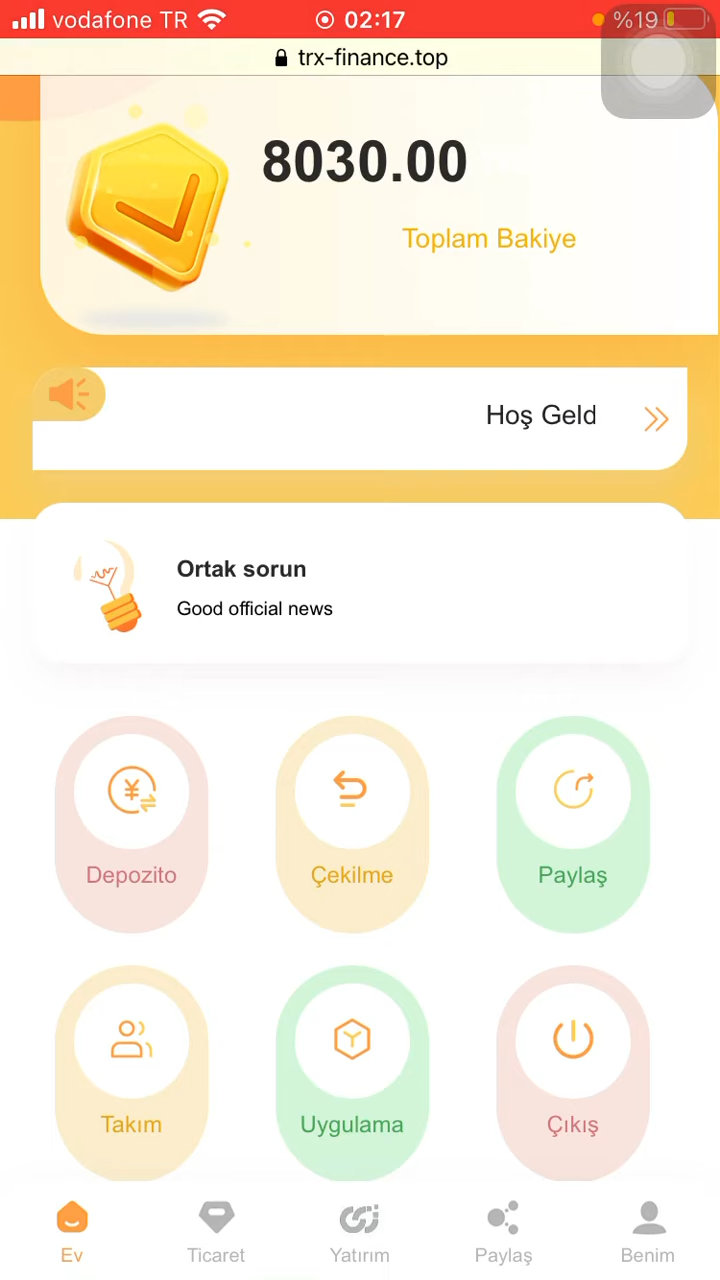 vodafone TR 02:17 %19
trx-finance.top
8030.00
Toplam Bakiye
Hoş Geld
Ortak sorun
Good official news
Depozito Çekilme Paylaş
Takım Uygulama Çıkış
Ev Ticaret Yatırım Paylaş Benim